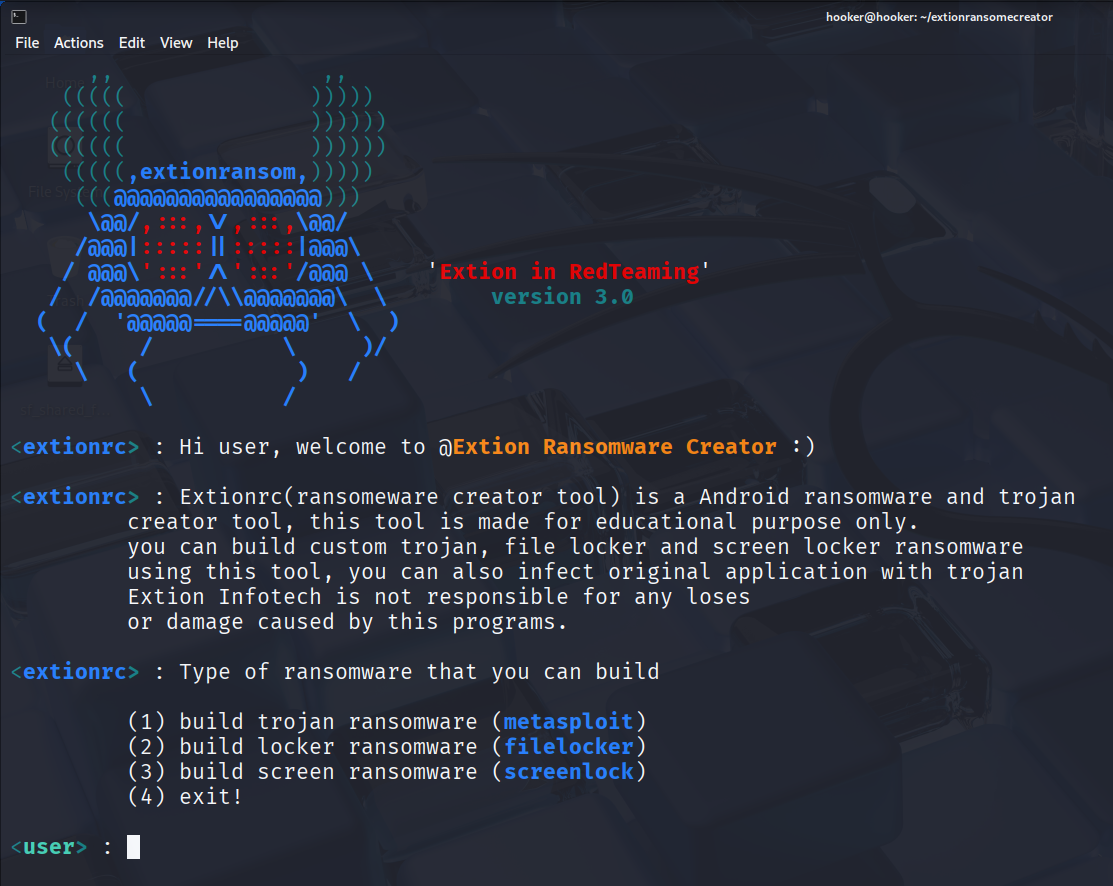 hooker@hooker: ~/extionransomecreator
File Actions Edit View Help
,extionransom,
'Extion in RedTeaming'
version 3.0
<extionrc> : Hi user, welcome to @Extion Ransomware Creator :)
<extionrc> : Extionrc(ransomeware creator tool) is a Android ransomware and trojan
creator tool, this tool is made for educational purpose only.
you can build custom trojan, file locker and screen locker ransomware
using this tool, you can also infect original application with trojan
Extion Infotech is not responsible for any loses
or damage caused by this programs.
<extionrc> : Type of ransomware that you can build
(1) build trojan ransomware (metasploit)
(2) build locker ransomware (filelocker)
(3) build screen ransomware (screenlock)
(4) exit!
<user> :